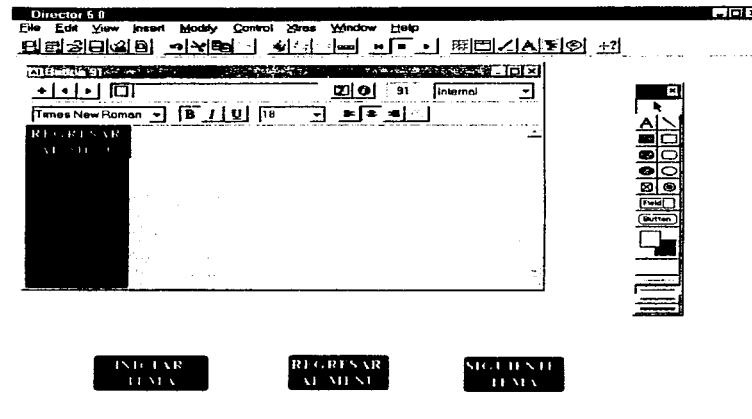 Director 6.0
File Edit View Insert Modify Control Xtras Window Help
91 Internal
Times New Roman B I U 18
REGRESAR
AL MENU
A
Field
Button
INICIAR REGRESAR SIGUIENTE
TEMA AL MENU TEMA